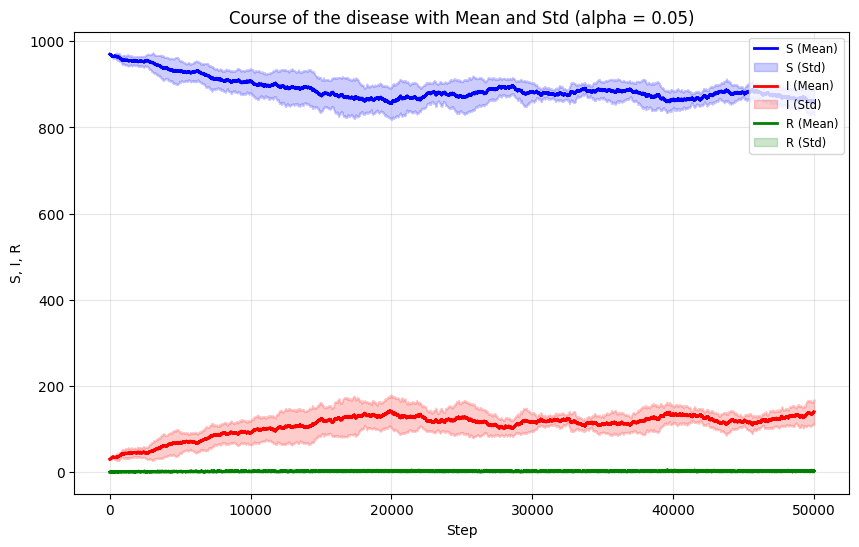 Course of the disease with Mean and Std (alpha = 0.05)
1000
800
600
400
200
0
S, I, R
S (Mean)
S (Std)
I (Mean)
I (Std)
R (Mean)
R (Std)
0 10000 20000 30000 40000 50000
Step